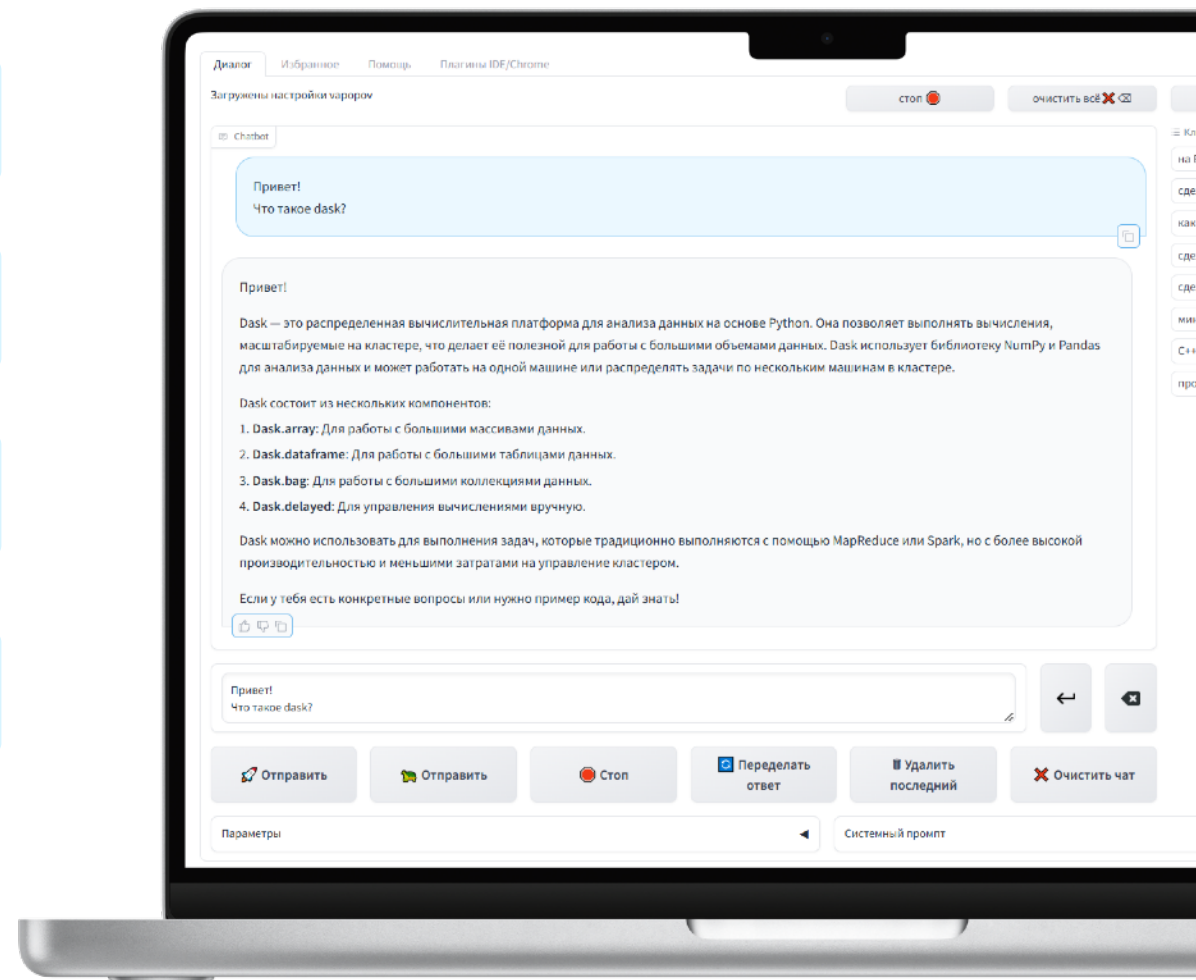 Диалог
Избранное
Помощь
Плагины IDE/Chrome
Загружены настройки vapopov
стоп
очистить всё
Chatbot
Привет!
Что такое dask?
Привет!
Dask — это распределенная вычислительная платформа для анализа данных на основе Python. Она позволяет выполнять вычисления,
масштабируемые на кластере, что делает её полезной для работы с большими объемами данных. Dask использует библиотеку NumPy и Pandas
для анализа данных и может работать на одной машине или распределять задачи по нескольким машинам в кластере.
Dask состоит из нескольких компонентов:
1. Dask.array: Для работы с большими массивами данных.
2. Dask.dataframe: Для работы с большими таблицами данных.
3. Dask.bag: Для работы с большими коллекциями данных.
4. Dask.delayed: Для управления вычислениями вручную.
Dask можно использовать для выполнения задач, которые традиционно выполняются с помощью MapReduce или Spark, но с более высокой
производительностью и меньшими затратами на управление кластером.
Если у тебя есть конкретные вопросы или нужно пример кода, дай знать!
Привет!
Что такое dask?
Отправить
Отправить
Стоп
Переделать
ответ
Удалить
последний
Очистить чат
Параметры
Системный промпт
на
сде
как
сде
сде
C++